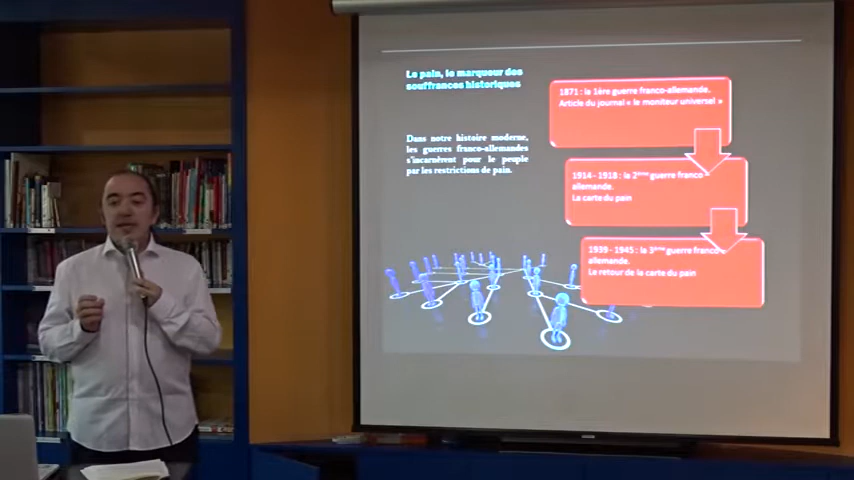 Le pain, le marqueur des
souffrances historiques
Dans notre histoire moderne,
les guerres franco-allemandes
s'incarnèrent pour le peuple
par les restrictions de pain.
1871 : la 1ère guerre franco-allemande.
Article du journal « le moniteur universel »
1914-1918 : la 2ème guerre franco-
allemande.
La carte du pain
1939-1945 : la 3ème guerre franco-
allemande.
Le retour de la carte du pain